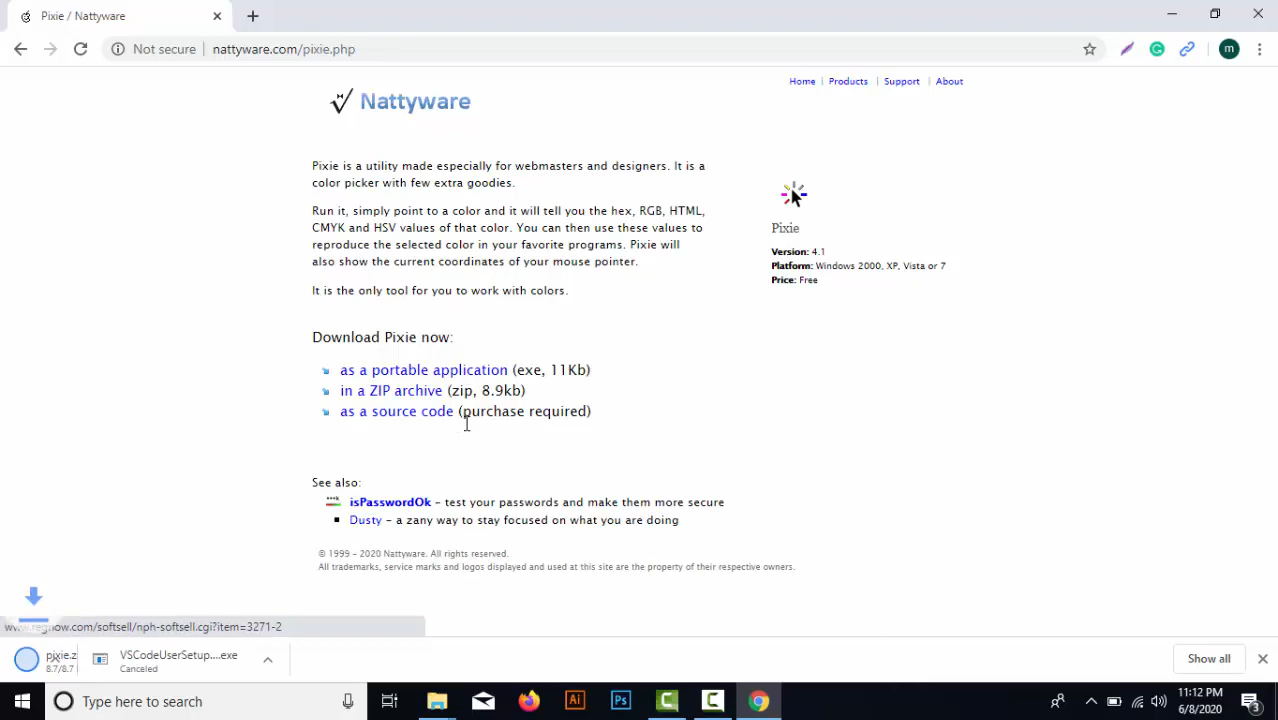 Pixie / Nattyware
Not secure
nattyware.com/pixie.php
m
Home | Products | Support | About
Nattyware
Pixie is a utility made especially for webmasters and designers. It is a
color picker with few extra goodies.
Run it, simply point to a color and it will tell you the hex, RGB, HTML,
CMYK and HSV values of that color. You can then use these values to
reproduce the selected color in your favorite programs. Pixie will
also show the current coordinates of your mouse pointer.
It is the only tool for you to work with colors.
Pixie
Version: 4.1
Platform: Windows 2000, XP, Vista or 7
Price: Free
Download Pixie now:
as a portable application (exe, 11Kb)
in a ZIP archive (zip, 8.9kb)
as a source code (purchase required)
See also:
isPasswordOk - test your passwords and make them more secure
Dusty - a zany way to stay focused on what you are doing
© 1999 - 2020 Nattyware. All rights reserved.
All trademarks, service marks and logos displayed and used at this site are the property of their respective owners.
www.regnow.com/softsell/nph-softsell.cgi?item=3271-2
pixie.z
8.7/8.7
VSCodeUserSetup....exe
Canceled
Show all
Type here to search
Ai
Ps
11:12 PM
6/8/2020
3